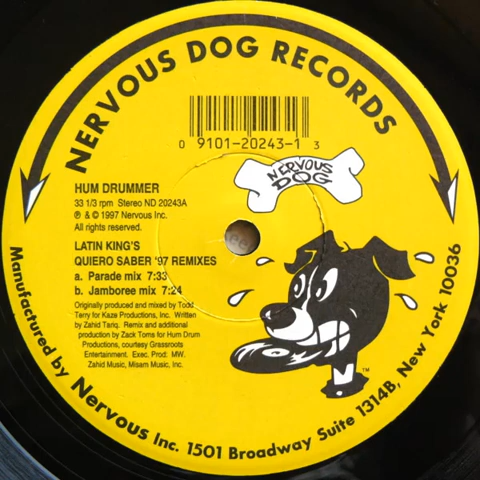 NERVOUS DOG RECORDS
0 9101-20243-1 3
NERVOUS
DOG
HUM DRUMMER
33 1/3 rpm Stereo ND 20243A
℗ & © 1997 Nervous Inc.
All rights reserved.
LATIN KING'S
QUIERO SABER '97 REMIXES
a. Parade mix 7:33
b. Jamboree mix 7:24
Originally produced and mixed by Todd
Terry for Kaze Productions, Inc. Written
by Zahid Tariq. Remix and additional
production by Zack Toms for Hum Drum
Productions, courtesy Grassroots
Entertainment. Exec. Prod: MW.
Zahid Music, Misam Music, Inc.
TM
Manufactured by Nervous Inc. 1501 Broadway Suite 1314B, New York 10036